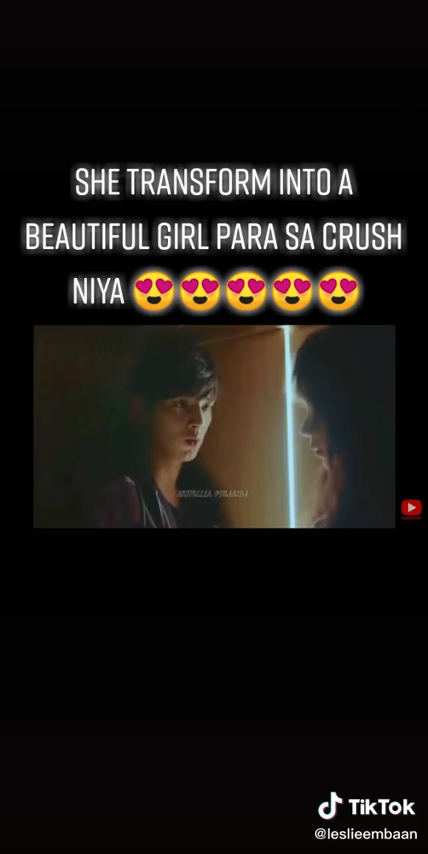 SHE TRANSFORM INTO A
BEAUTIFUL GIRL PARA SA CRUSH
NIYA 😍😍😍😍😍
TikTok
@leslieembaan